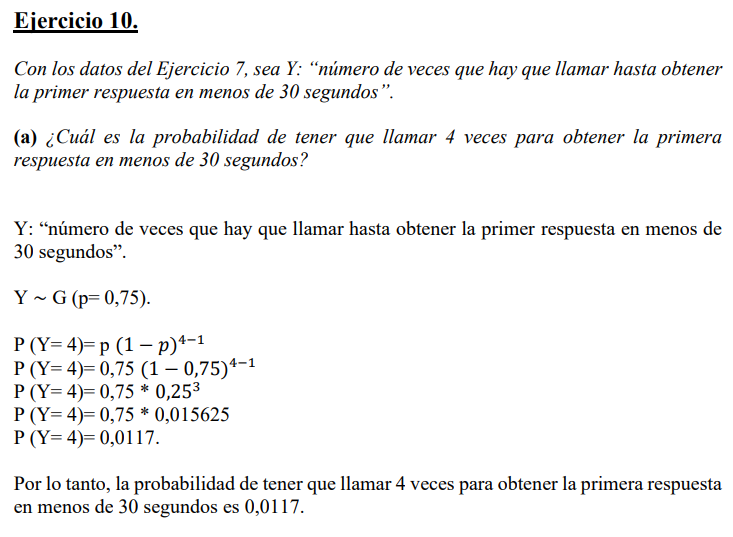 Ejercicio 10.
Con los datos del Ejercicio 7, sea Y: “número de veces que hay que llamar hasta obtener
la primer respuesta en menos de 30 segundos”.
(a) ¿Cuál es la probabilidad de tener que llamar 4 veces para obtener la primera
respuesta en menos de 30 segundos?
Y: “número de veces que hay que llamar hasta obtener la primer respuesta en menos de
30 segundos”.
Y ~ G (p= 0,75).
P (Y= 4)= p (1 − p)⁴⁻¹
P (Y= 4)= 0,75 (1 − 0,75)⁴⁻¹
P (Y= 4)= 0,75 * 0,25³
P (Y= 4)= 0,75 * 0,015625
P (Y= 4)= 0,0117.
Por lo tanto, la probabilidad de tener que llamar 4 veces para obtener la primera respuesta
en menos de 30 segundos es 0,0117.